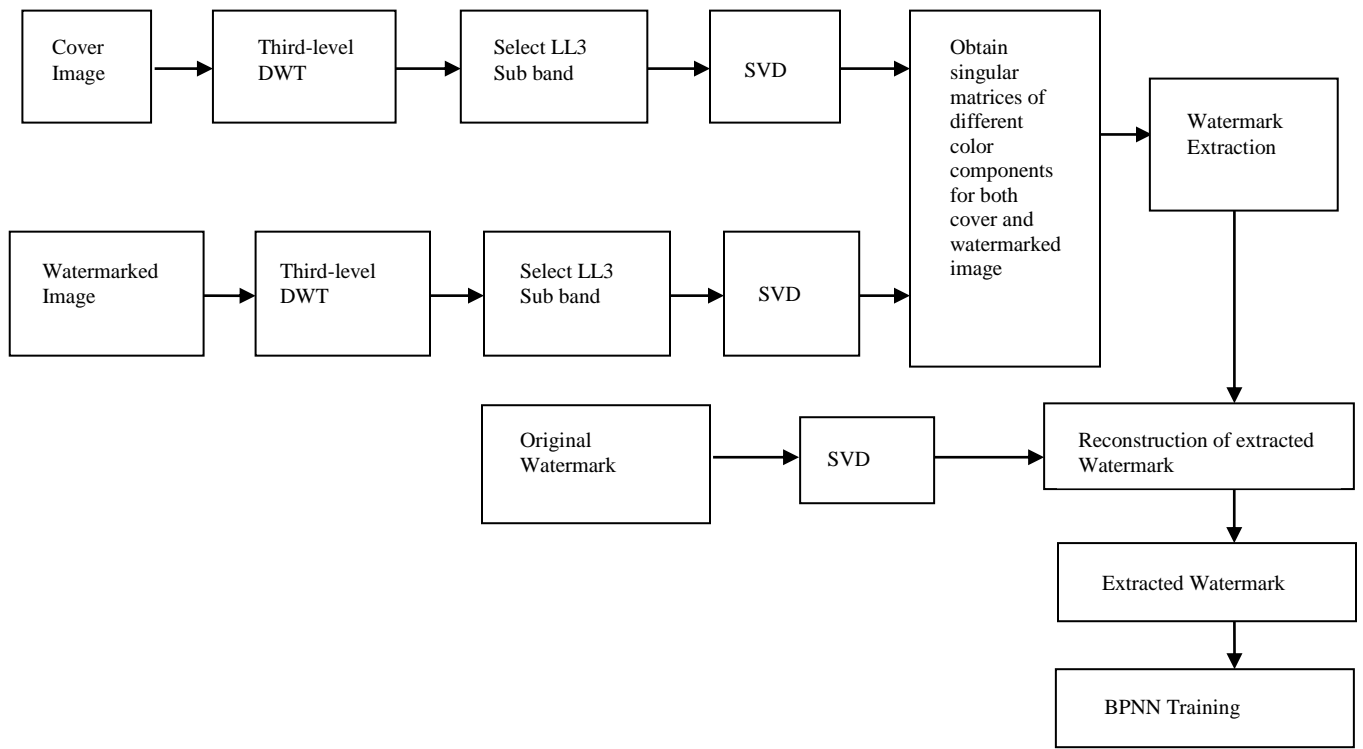 Cover
Image
Third-level
DWT
Select LL3
Sub band
SVD
Obtain
singular
matrices of
different
color
components
for both
cover and
watermarked
image
Watermark
Extraction
Watermarked
Image
Third-level
DWT
Select LL3
Sub band
SVD
Original
Watermark
SVD
Reconstruction of extracted
Watermark
Extracted Watermark
BPNN Training